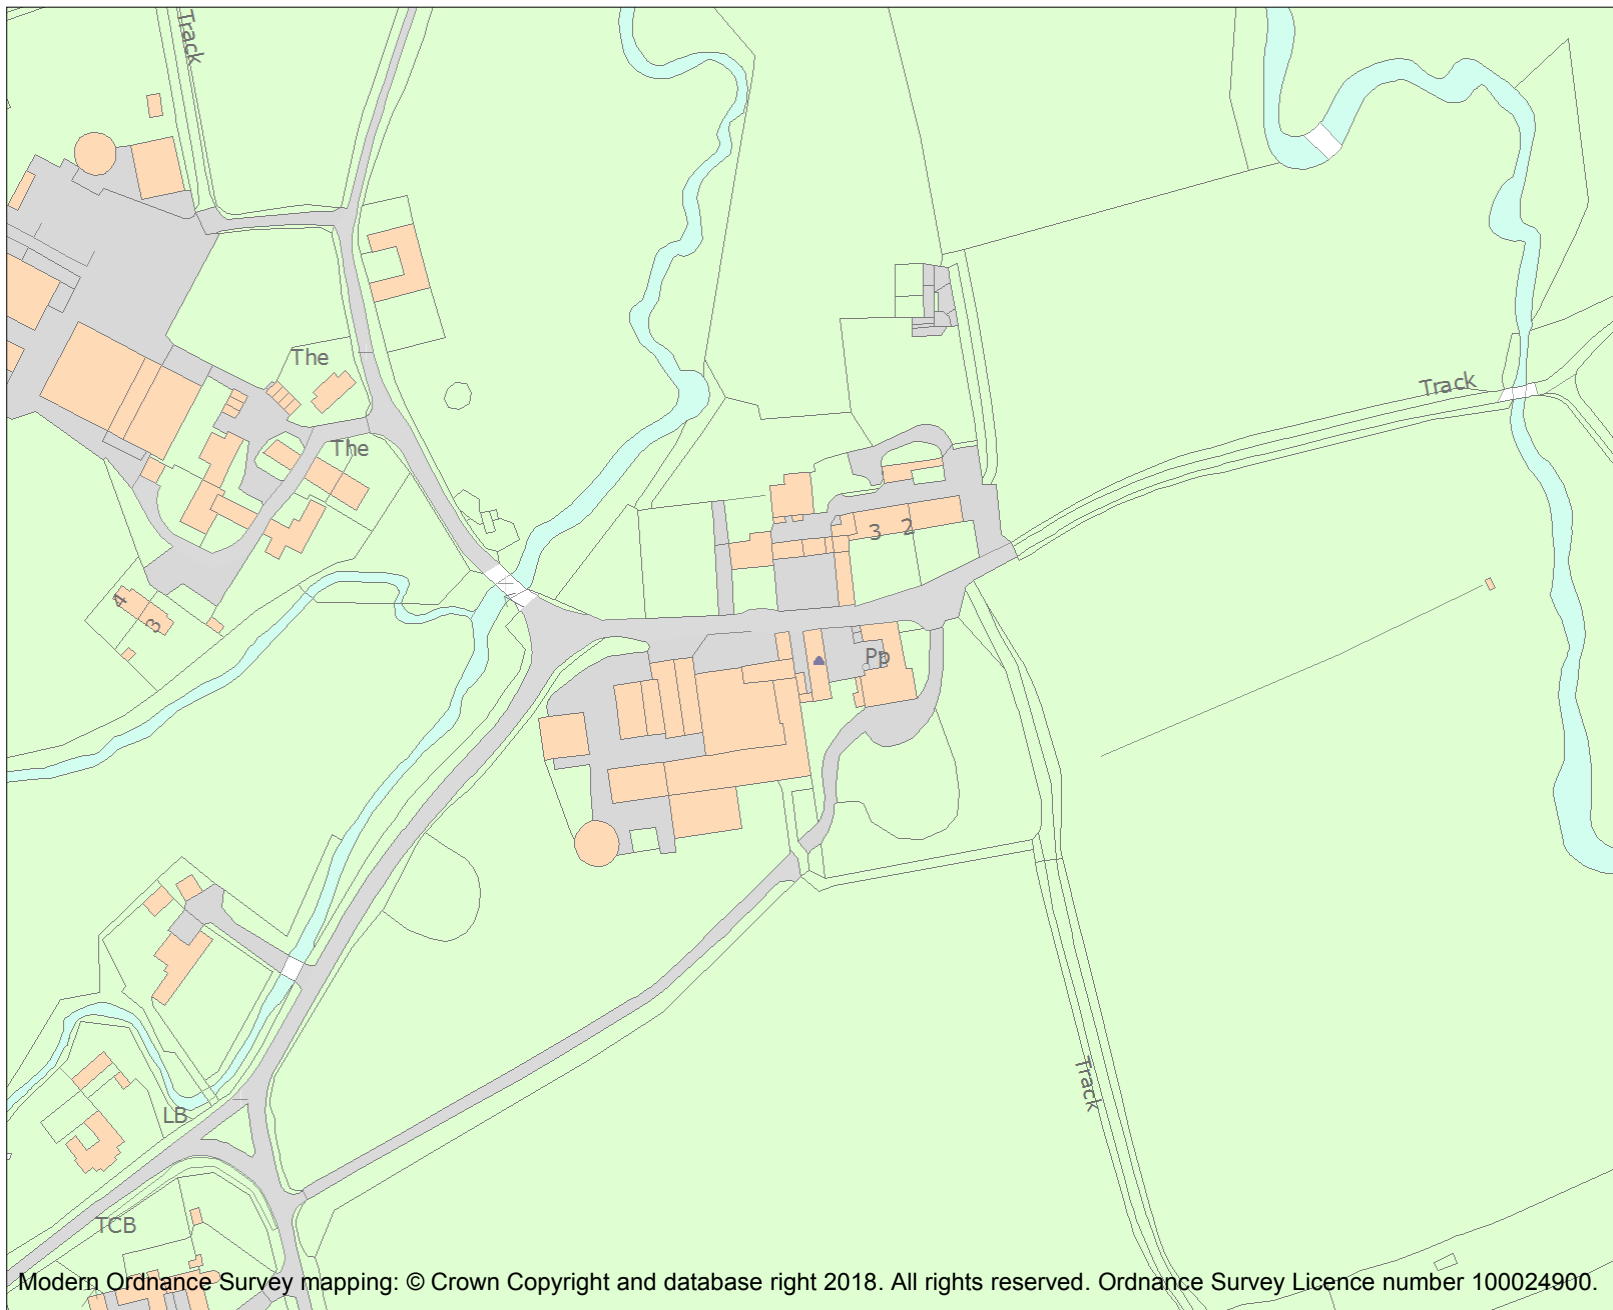 Track
The
Track
The
3 2
4
3
Pp
Track
LB
TCB
Modern Ordnance Survey mapping: © Crown Copyright and database right 2018. All rights reserved. Ordnance Survey Licence number 100024900.